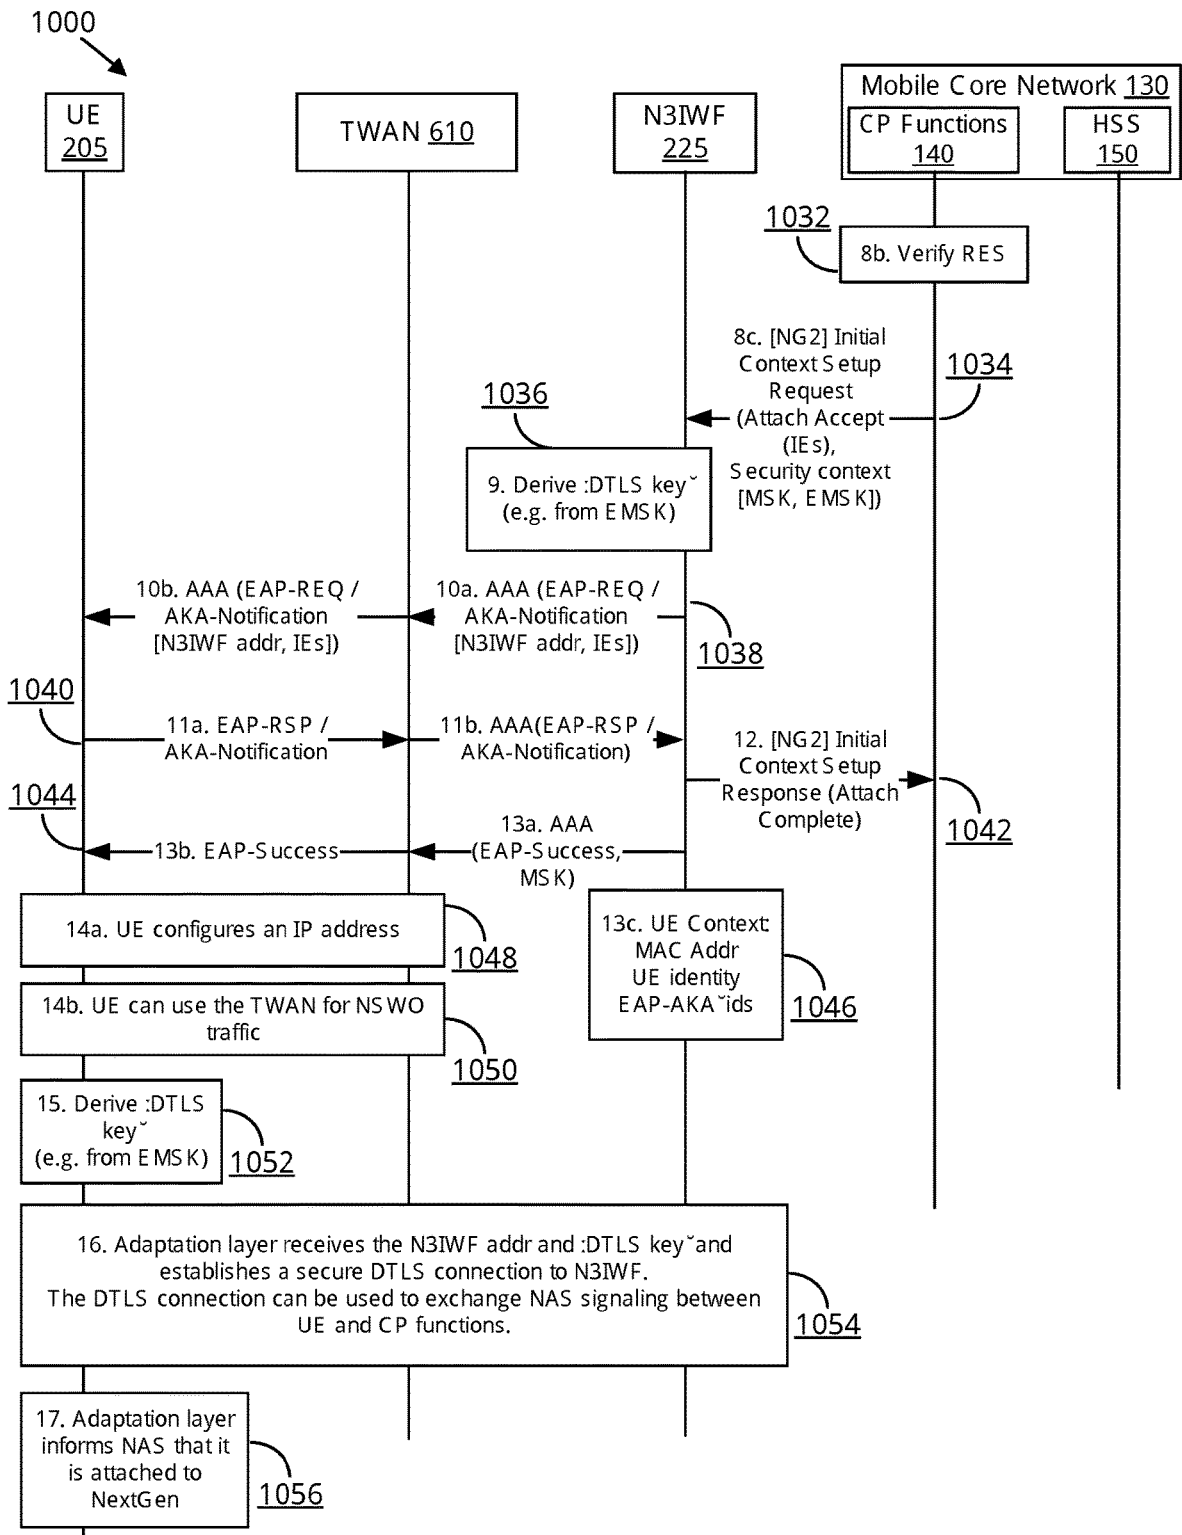 1000
UE
205
TWAN 610
N3IWF
225
Mobile Core Network 130
CP Functions
140
HSS
150
1032
8b. Verify RES
8c. [NG2] Initial
Context Setup
Request
(Attach Accept
(IEs),
Security context
[MSK, EMSK])
1034
1036
9. Derive :DTLS key˘
(e.g. from EMSK)
10b. AAA (EAP-REQ /
AKA-Notification
[N3IWF addr, IEs])
10a. AAA (EAP-REQ /
AKA-Notification
[N3IWF addr, IEs])
1038
1040
11a. EAP-RSP /
AKA-Notification
11b. AAA(EAP-RSP /
AKA-Notification)
12. [NG2] Initial
Context Setup
Response (Attach
Complete)
1042
1044
13b. EAP-Success
13a. AAA
(EAP-Success,
MSK)
14a. UE configures an IP address
1048
13c. UE Context:
MAC Addr
UE identity
EAP-AKA˘ids
1046
14b. UE can use the TWAN for NSWO
traffic
1050
15. Derive :DTLS
key˘
(e.g. from EMSK)
1052
16. Adaptation layer receives the N3IWF addr and :DTLS key˘and
establishes a secure DTLS connection to N3IWF.
The DTLS connection can be used to exchange NAS signaling between
UE and CP functions.
1054
17. Adaptation layer
informs NAS that it
is attached to
NextGen
1056